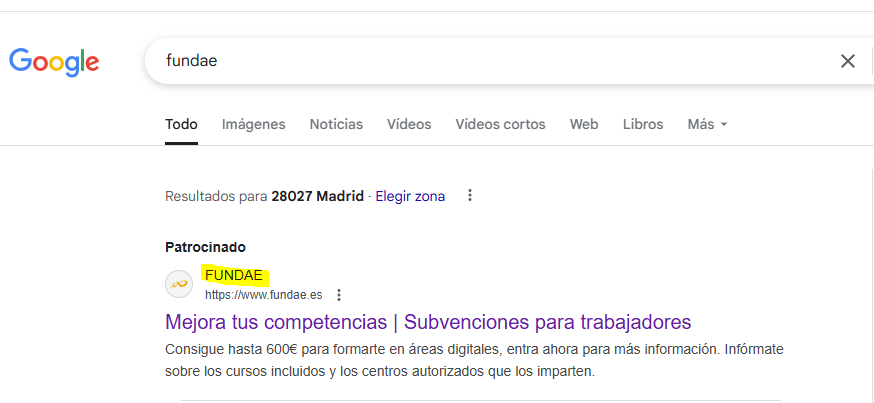 Google
fundae
Todo Imágenes Noticias Vídeos Vídeos cortos Web Libros Más
Resultados para 28027 Madrid · Elegir zona
Patrocinado
FUNDAE
https://www.fundae.es
Mejora tus competencias | Subvenciones para trabajadores
Consigue hasta 600€ para formarte en áreas digitales, entra ahora para más información. Infórmate
sobre los cursos incluidos y los centros autorizados que los imparten.